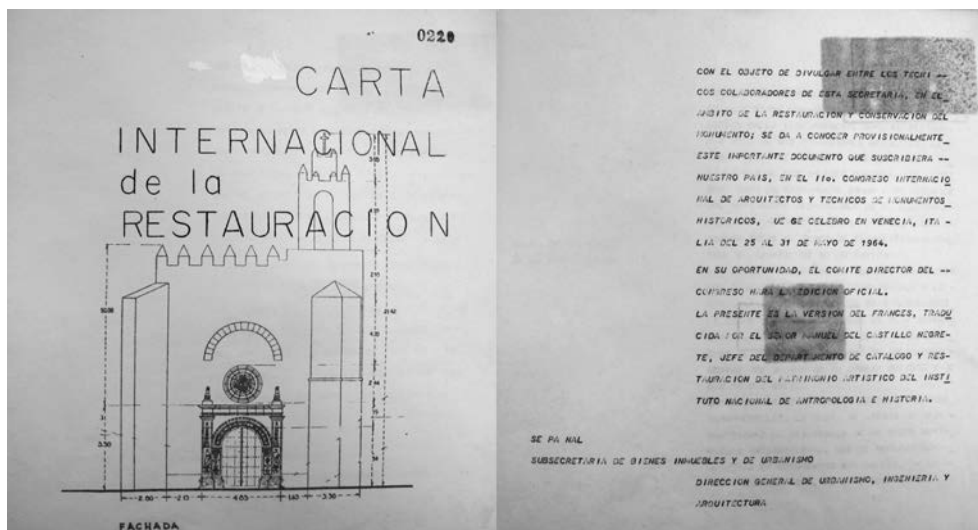 0220
CARTA
INTERNACIONAL
de la
RESTAURACION
FACHADA
CON EL OBJETO DE DIVULGAR ENTRE LOS TECNI --
COS COLABORADORES DE ESTA SECRETARIA, EN EL
AMBITO DE LA RESTAURACION Y CONSERVACION DEL
MONUMENTO; SE DA A CONOCER PROVISIONALMENTE
ESTE IMPORTANTE DOCUMENTO QUE SUSCRIBIERA --
NUESTRO PAIS, EN EL IIo. CONGRESO INTERNACIO
NAL DE ARQUITECTOS Y TECNICOS DE MONUMENTOS
HISTORICOS, QUE SE CELEBRO EN VENECIA, ITA -
LIA DEL 25 AL 31 DE MAYO DE 1964.
EN SU OPORTUNIDAD, EL COMITE DIRECTOR DEL --
CONGRESO HARA LA EDICION OFICIAL.
LA PRESENTE ES LA VERSION DEL FRANCES, TRADU
CIDA POR EL SEÑOR MANUEL DEL CASTILLO NEGRE-
TE, JEFE DEL DEPARTAMENTO DE CATALOGO Y RES-
TAURACION DEL PATRIMONIO ARTISTICO DEL INSTI
TUTO NACIONAL DE ANTROPOLOGIA E HISTORIA.
SE PA NAL
SUBSECRETARIA DE BIENES INMUEBLES Y DE URBANISMO
DIRECCION GENERAL DE URBANISMO, INGENIERIA Y
ARQUITECTURA